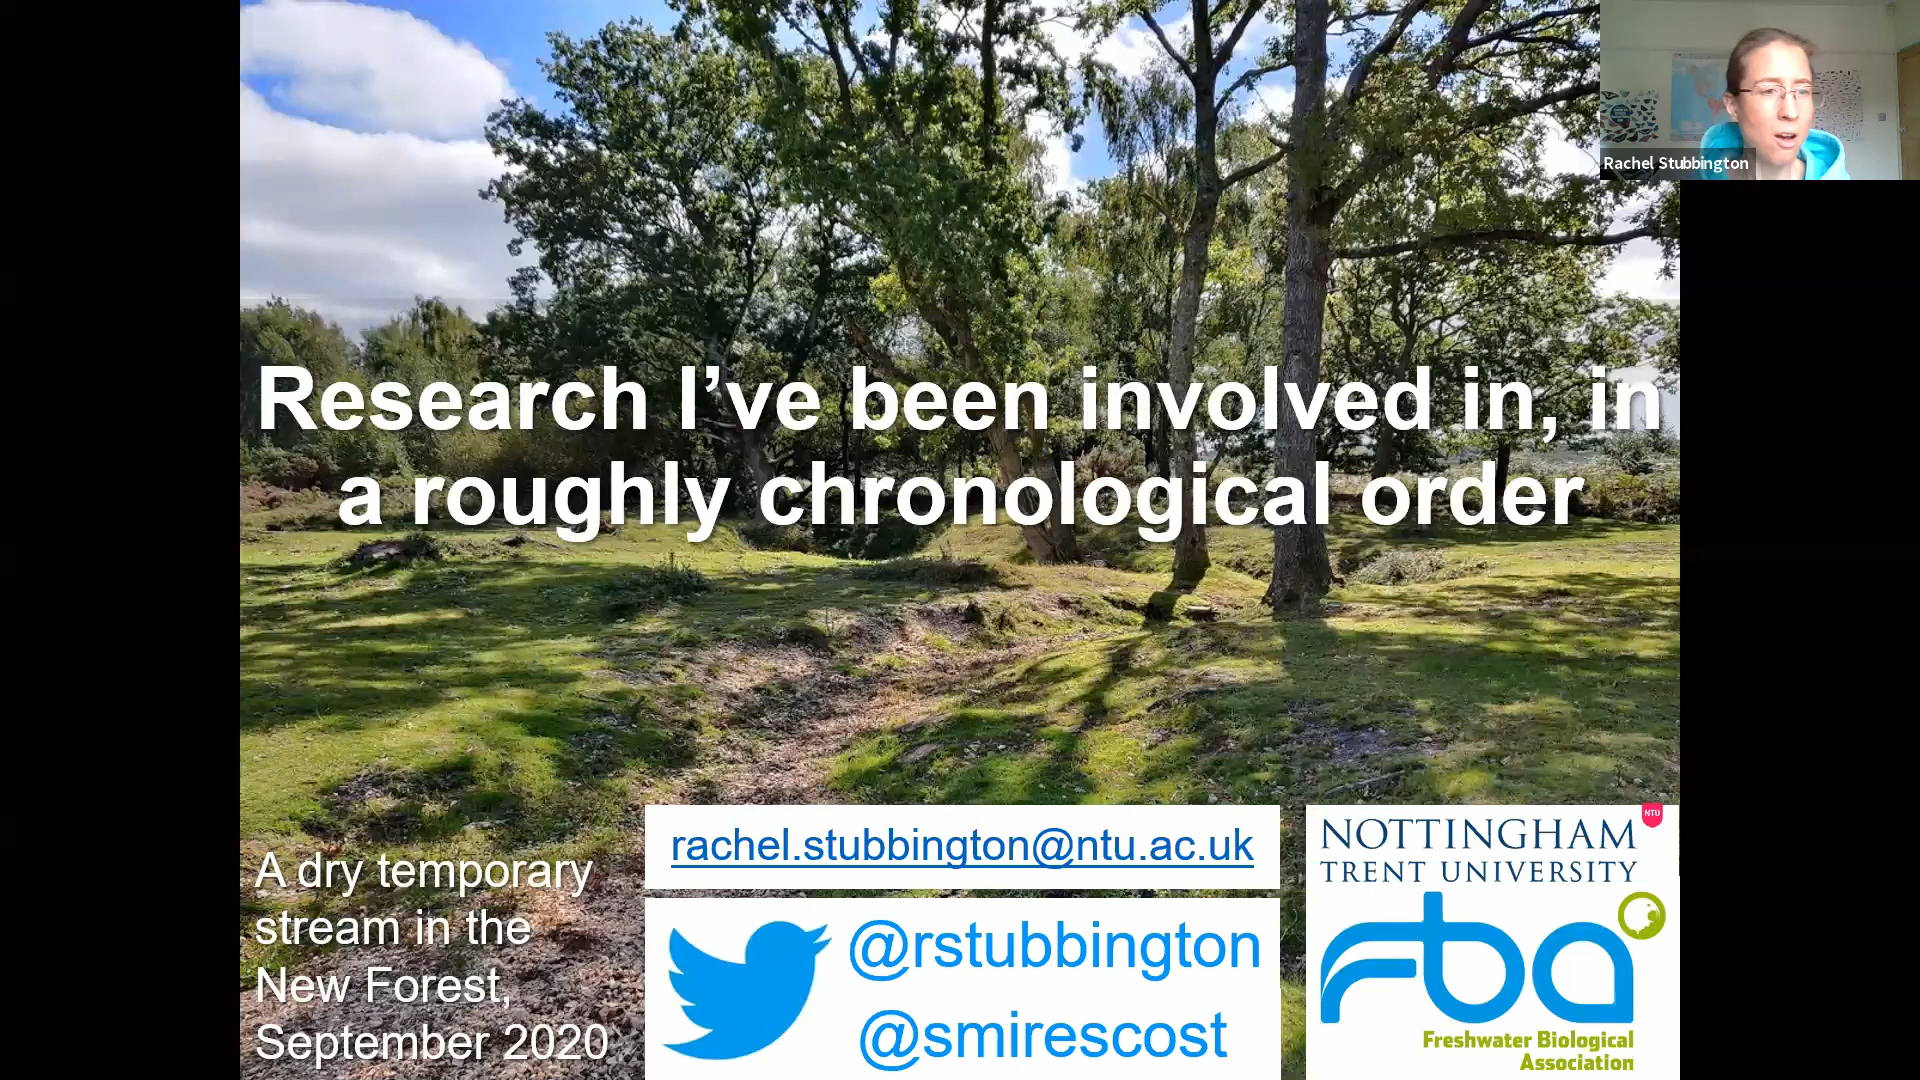 Rachel Stubbington
Research I’ve been involved in, in
a roughly chronological order
A dry temporary
stream in the
New Forest,
September 2020
rachel.stubbington@ntu.ac.uk
@rstubbington
@smirescost
NTU
NOTTINGHAM
TRENT UNIVERSITY
fba
Freshwater Biological
Association